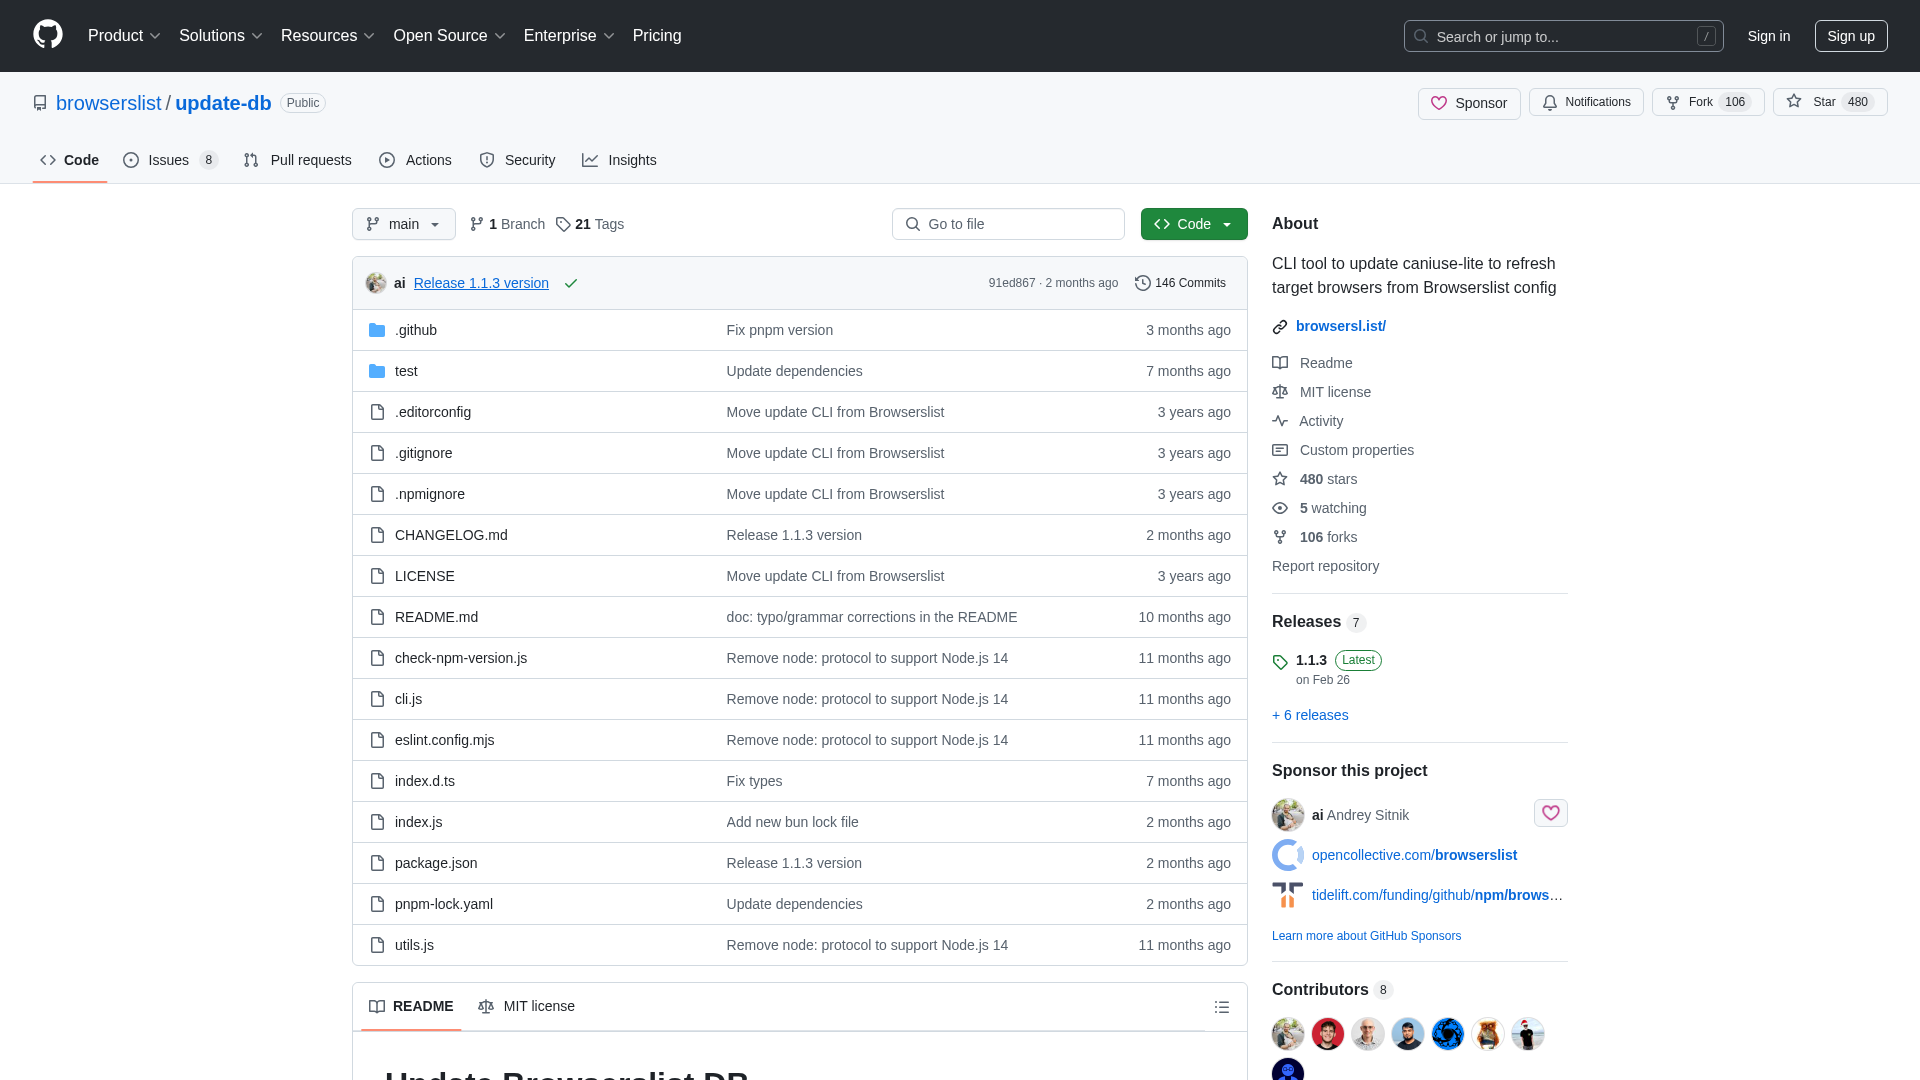 Product
Solutions
Resources
Open Source
Enterprise
Pricing
Search or jump to...
/
Sign in
Sign up
browserslist / update-db Public
Sponsor
Notifications
Fork 106
Star 480
Code
Issues 8
Pull requests
Actions
Security
Insights
main
1 Branch
21 Tags
Go to file
Code
ai Release 1.1.3 version
91ed867 · 2 months ago
146 Commits
.github Fix pnpm version 3 months ago
test Update dependencies 7 months ago
.editorconfig Move update CLI from Browserslist 3 years ago
.gitignore Move update CLI from Browserslist 3 years ago
.npmignore Move update CLI from Browserslist 3 years ago
CHANGELOG.md Release 1.1.3 version 2 months ago
LICENSE Move update CLI from Browserslist 3 years ago
README.md doc: typo/grammar corrections in the README 10 months ago
check-npm-version.js Remove node: protocol to support Node.js 14 11 months ago
cli.js Remove node: protocol to support Node.js 14 11 months ago
eslint.config.mjs Remove node: protocol to support Node.js 14 11 months ago
index.d.ts Fix types 7 months ago
index.js Add new bun lock file 2 months ago
package.json Release 1.1.3 version 2 months ago
pnpm-lock.yaml Update dependencies 2 months ago
utils.js Remove node: protocol to support Node.js 14 11 months ago
README
MIT license
Update Browserslist DB
About
CLI tool to update caniuse-lite to refresh
target browsers from Browserslist config
browsersl.ist/
Readme
MIT license
Activity
Custom properties
480 stars
5 watching
106 forks
Report repository
Releases 7
1.1.3 Latest
on Feb 26
+ 6 releases
Sponsor this project
ai Andrey Sitnik
opencollective.com/browserslist
tidelift.com/funding/github/npm/brows…
Learn more about GitHub Sponsors
Contributors 8